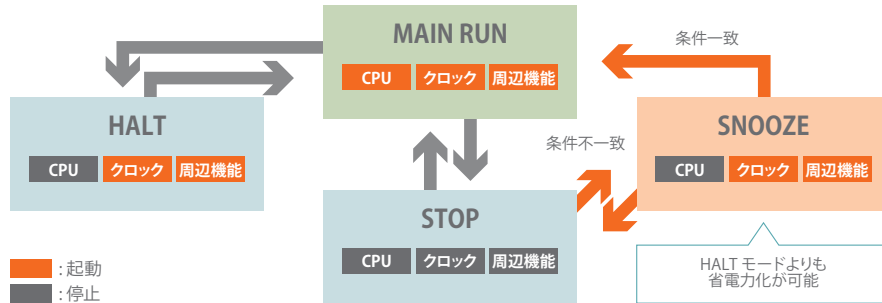 MAIN RUN
CPU クロック 周辺機能
条件一致
HALT
CPU クロック 周辺機能
SNOOZE
CPU クロック 周辺機能
条件不一致
STOP
CPU クロック 周辺機能
HALT モードよりも
省電力化が可能
: 起動
: 停止